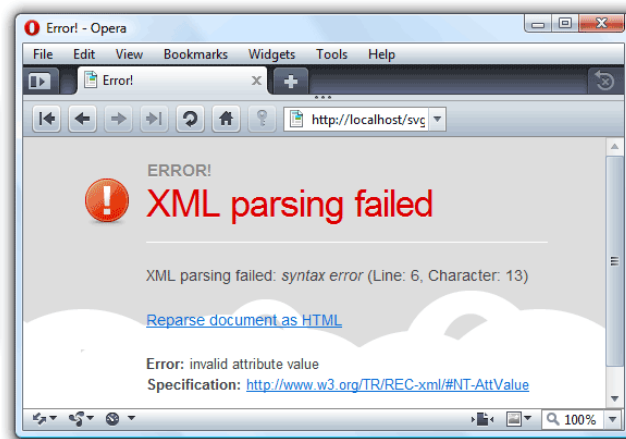 Error! - Opera
File Edit View Bookmarks Widgets Tools Help
Error!
http://localhost/svg
ERROR!
XML parsing failed
XML parsing failed: syntax error (Line: 6, Character: 13)
Reparse document as HTML
Error: invalid attribute value
Specification: http://www.w3.org/TR/REC-xml/#NT-AttValue
100%